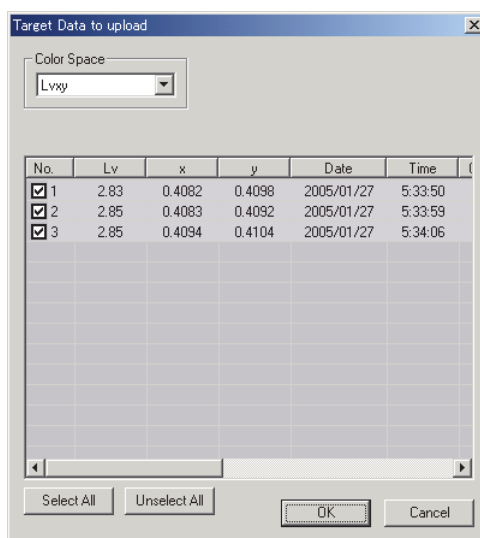 Target Data to upload
Color Space
Lvxy
No. Lv x y Date Time
1 2.83 0.4082 0.4098 2005/01/27 5:33:50
2 2.85 0.4083 0.4092 2005/01/27 5:33:59
3 2.85 0.4094 0.4104 2005/01/27 5:34:06
Select All Unselect All OK Cancel